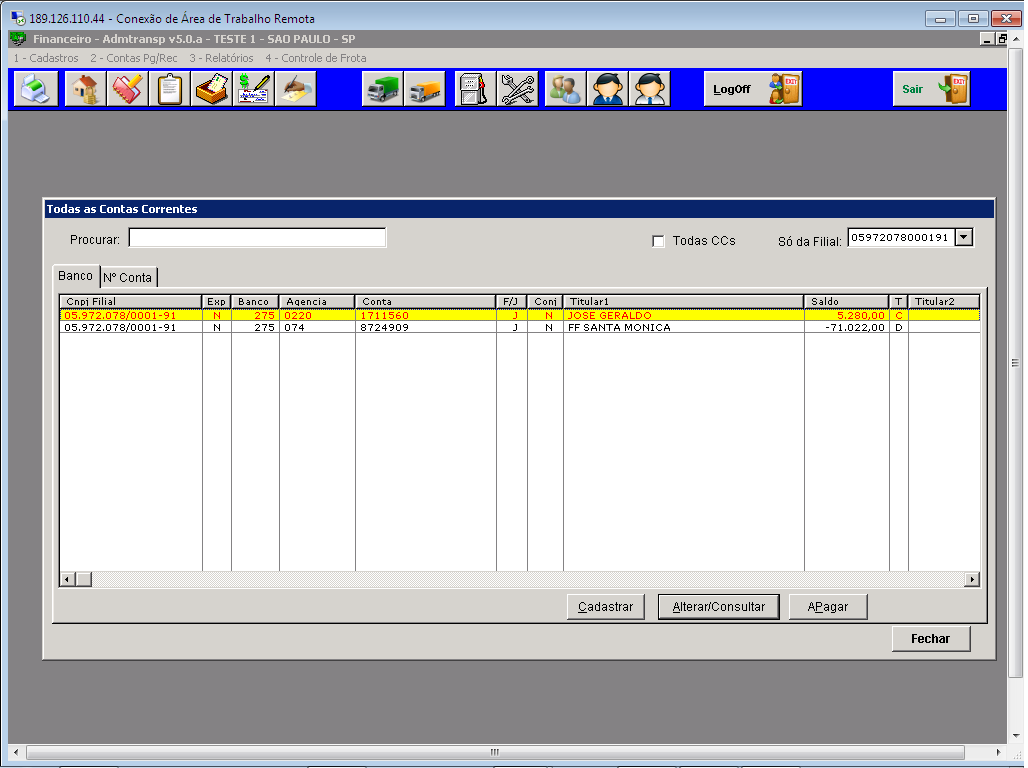 189.126.110.44 - Conexão de Área de Trabalho Remota
Financeiro - Admtransp v5.0.a - TESTE 1 - SAO PAULO - SP
1 - Cadastros 2 - Contas Pg/Rec 3 - Relatórios 4 - Controle de Frota
LogOff EXIT Sair EXIT
Todas as Contas Correntes
Procurar: Todas CCs Só da Filial: 05972078000191
Banco Nº Conta
Cnpj Filial Exp Banco Agencia Conta F/J Conj Titular1 Saldo T Titular2
05.972.078/0001-91 N 275 0220 1711560 J N JOSE GERALDO 5.280,00 C
05.972.078/0001-91 N 275 074 8724909 J N FF SANTA MONICA -71.022,00 D
Cadastrar Alterar/Consultar APagar
Fechar